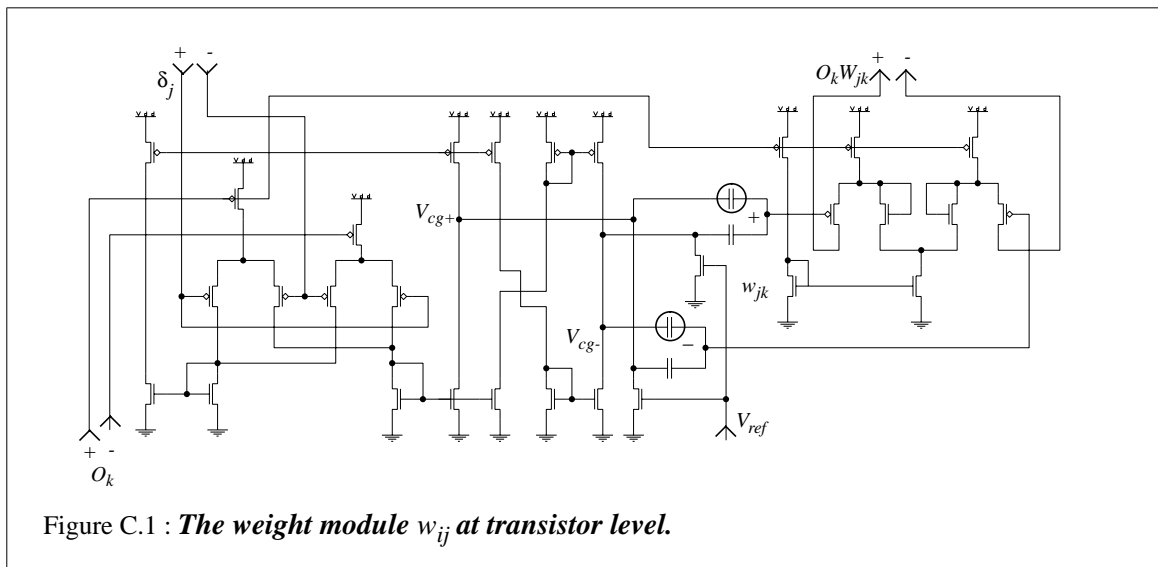 + -
δj
OkWjk
+ -
Vdd
Vdd Vdd Vdd Vdd
Vdd Vdd Vdd
Vdd
Vdd
Vcg+
+
wjk
Vcg-
−
Vref
+ -
Ok
Figure C.1 : The weight module wij at transistor level.